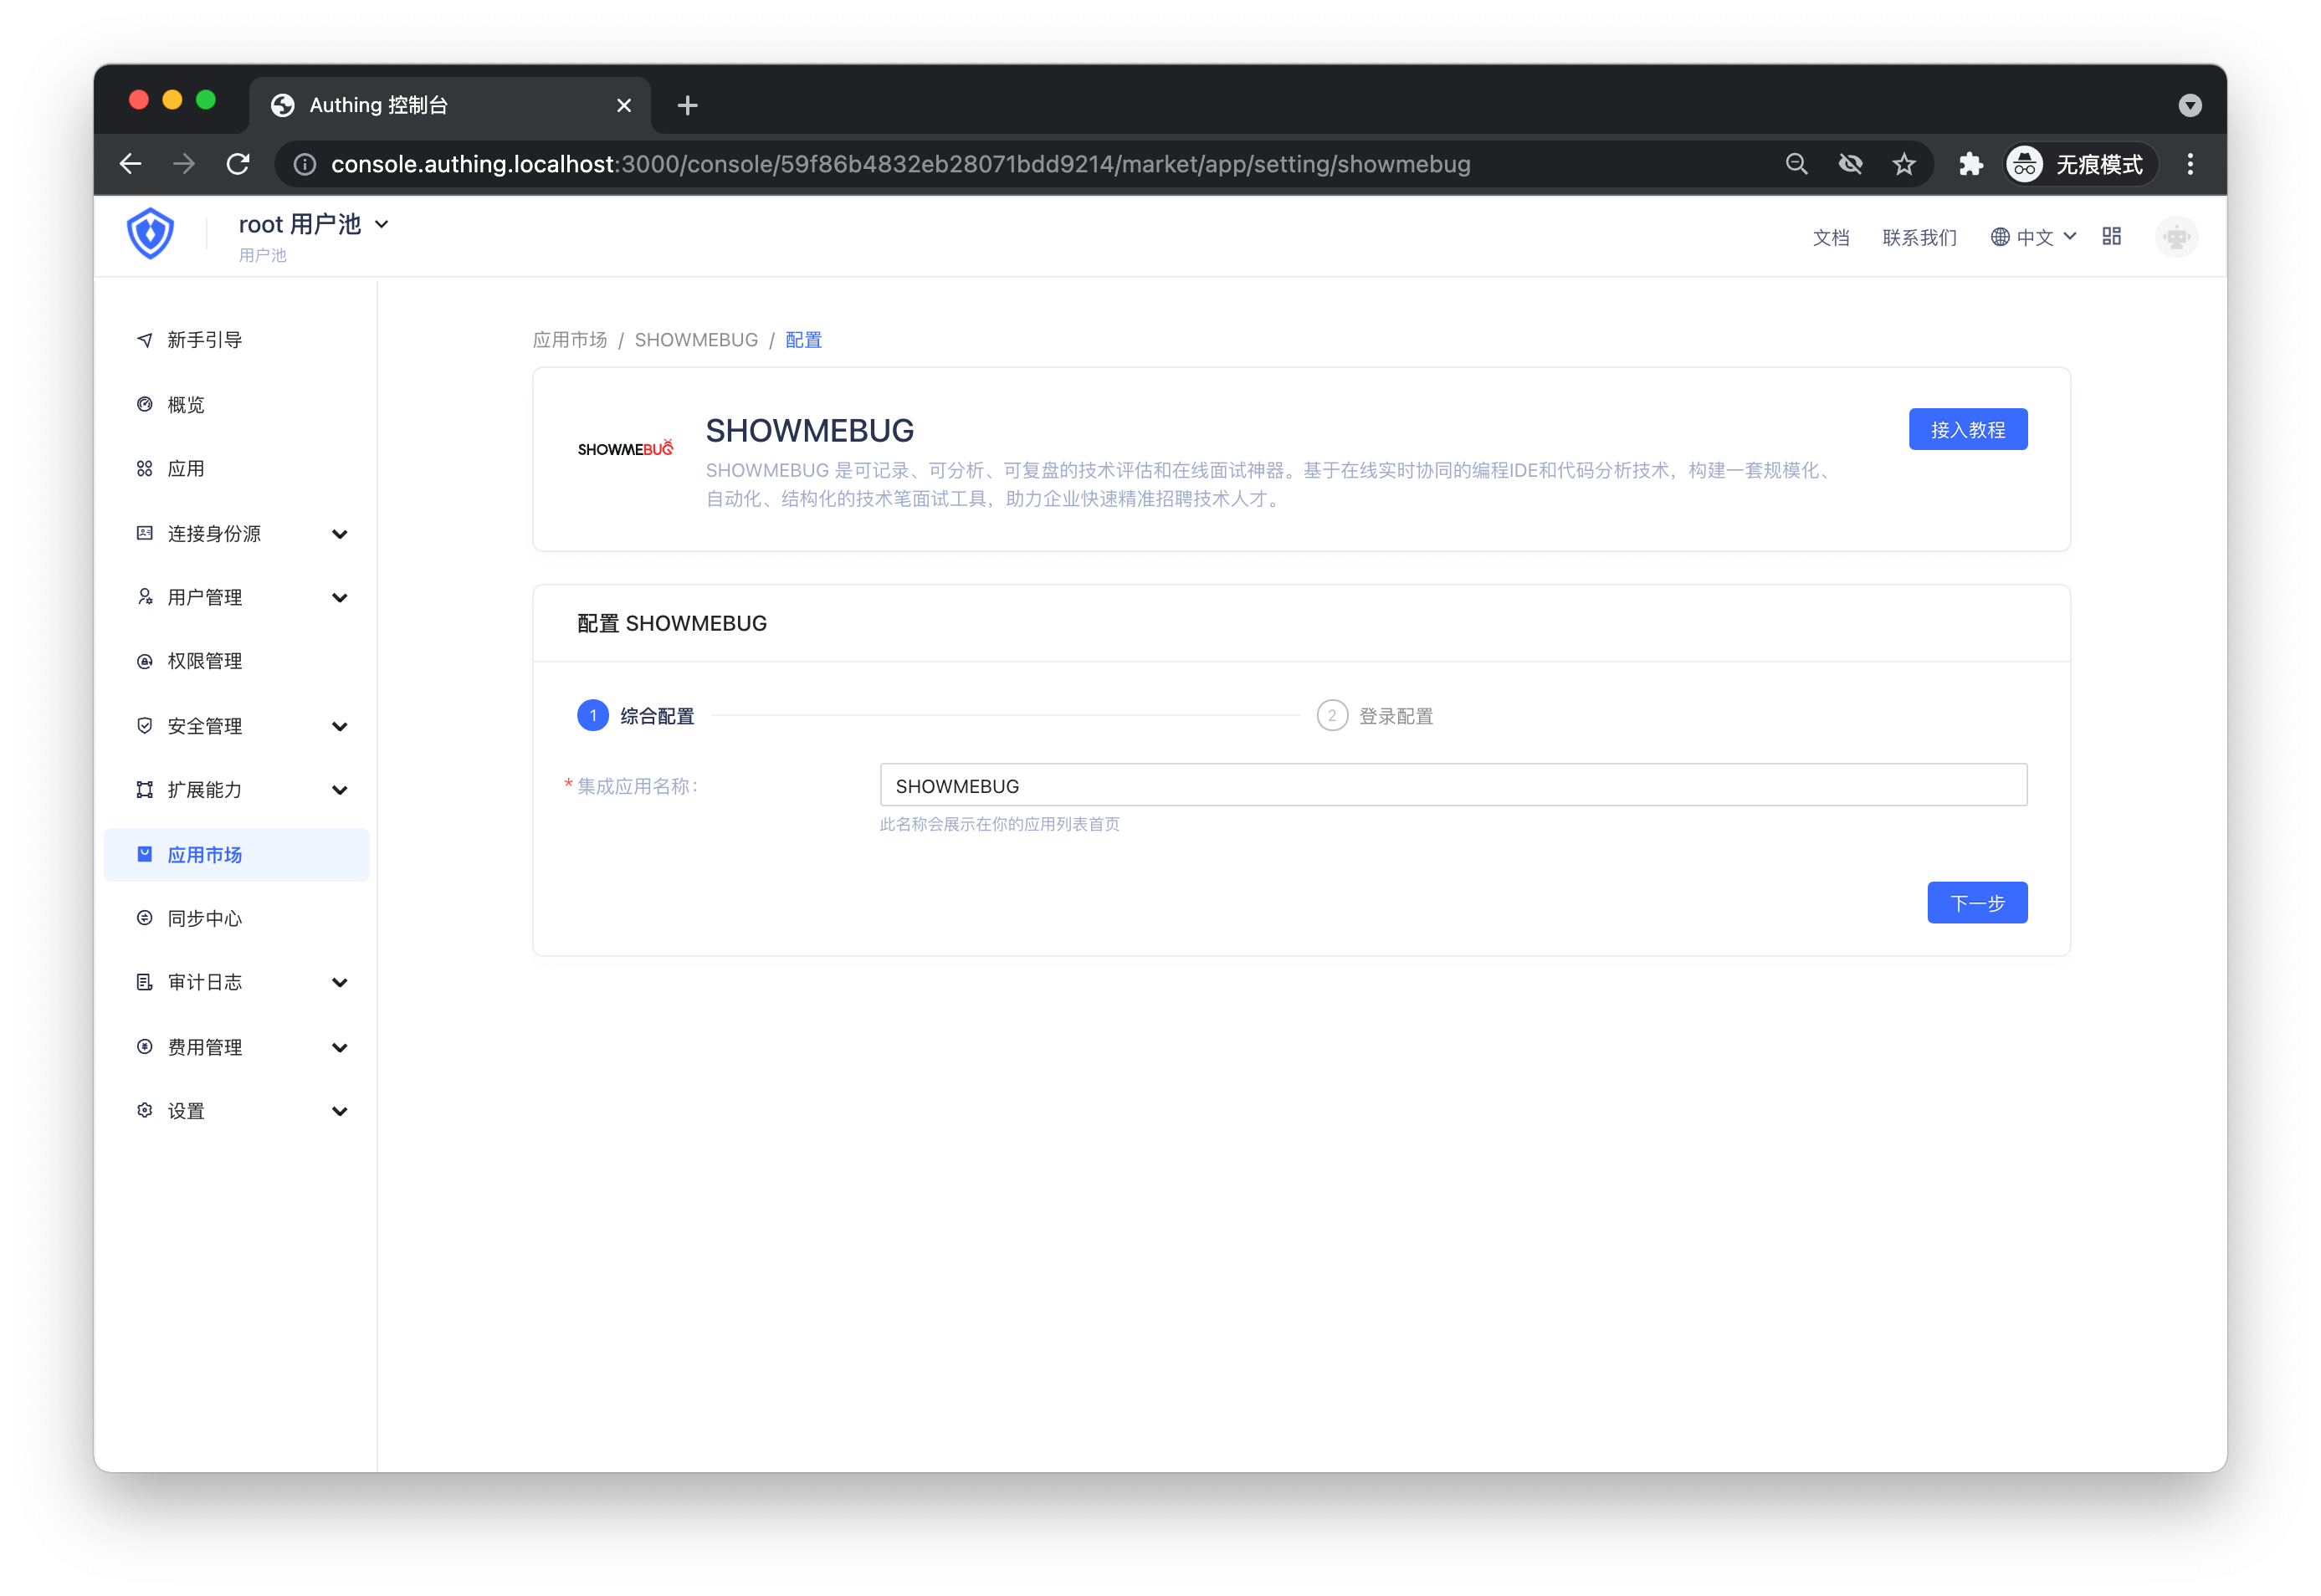 Authing 控制台
console.authing.localhost:3000/console/59f86b4832eb28071bdd9214/market/app/setting/showmebug
无痕模式
root 用户池
用户池
文档
联系我们
中文
新手引导
概览
应用
连接身份源
用户管理
权限管理
安全管理
扩展能力
应用市场
同步中心
审计日志
费用管理
设置
应用市场 / SHOWMEBUG / 配置
SHOWMEBUG
SHOWMEBUG
SHOWMEBUG 是可记录、可分析、可复盘的技术评估和在线面试神器。基于在线实时协同的编程IDE和代码分析技术，构建一套规模化、
自动化、结构化的技术笔面试工具，助力企业快速精准招聘技术人才。
接入教程
配置 SHOWMEBUG
1 综合配置
2 登录配置
* 集成应用名称：
SHOWMEBUG
此名称会展示在你的应用列表首页
下一步